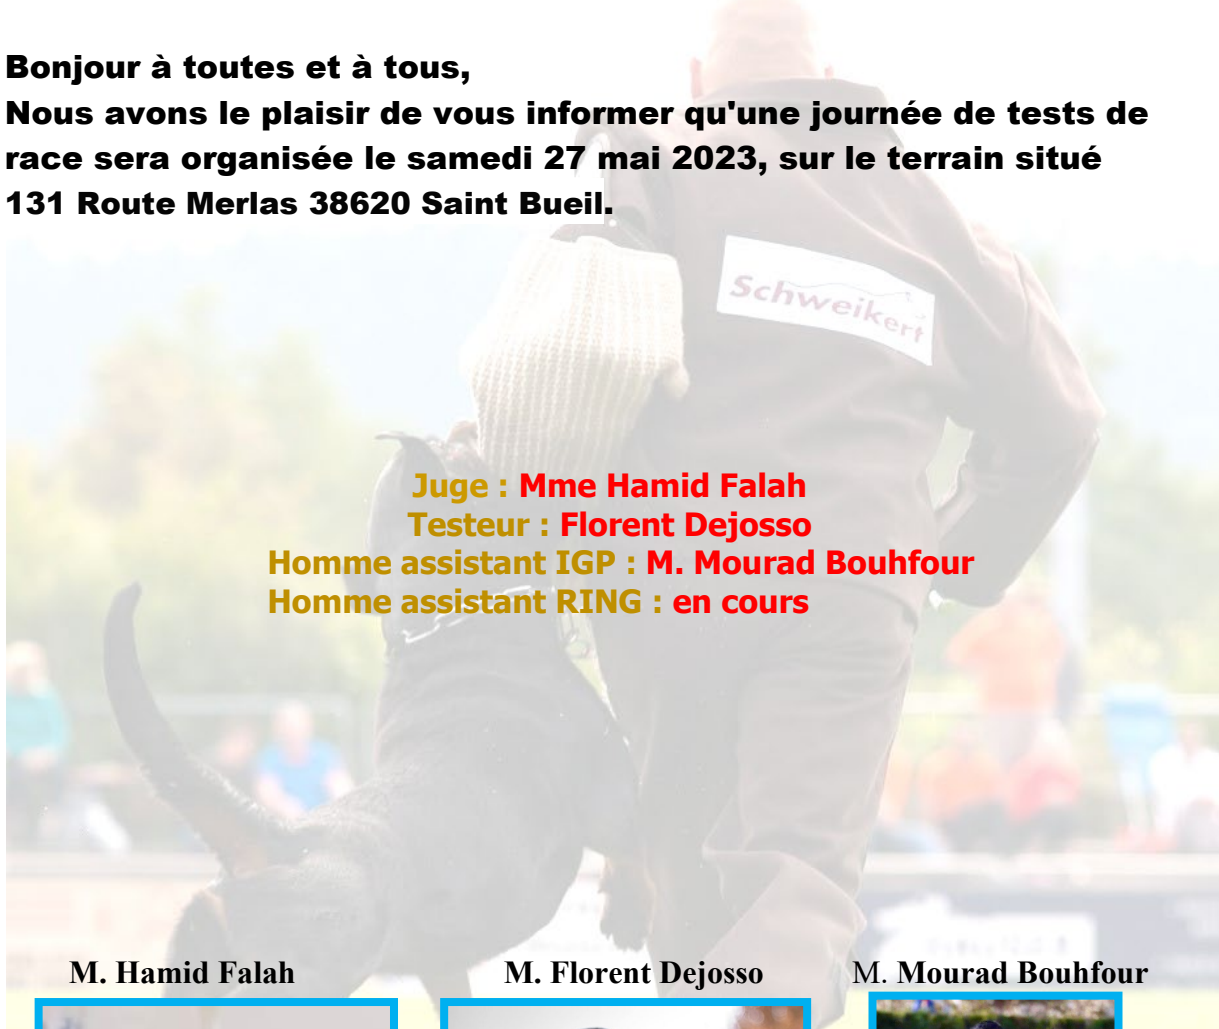 Bonjour à toutes et à tous,
Nous avons le plaisir de vous informer qu'une journée de tests de
race sera organisée le samedi 27 mai 2023, sur le terrain situé
131 Route Merlas 38620 Saint Bueil.
Schweikert
Juge : Mme Hamid Falah
Testeur : Florent Dejosso
Homme assistant IGP : M. Mourad Bouhfour
Homme assistant RING : en cours
M. Hamid Falah M. Florent Dejosso M. Mourad Bouhfour